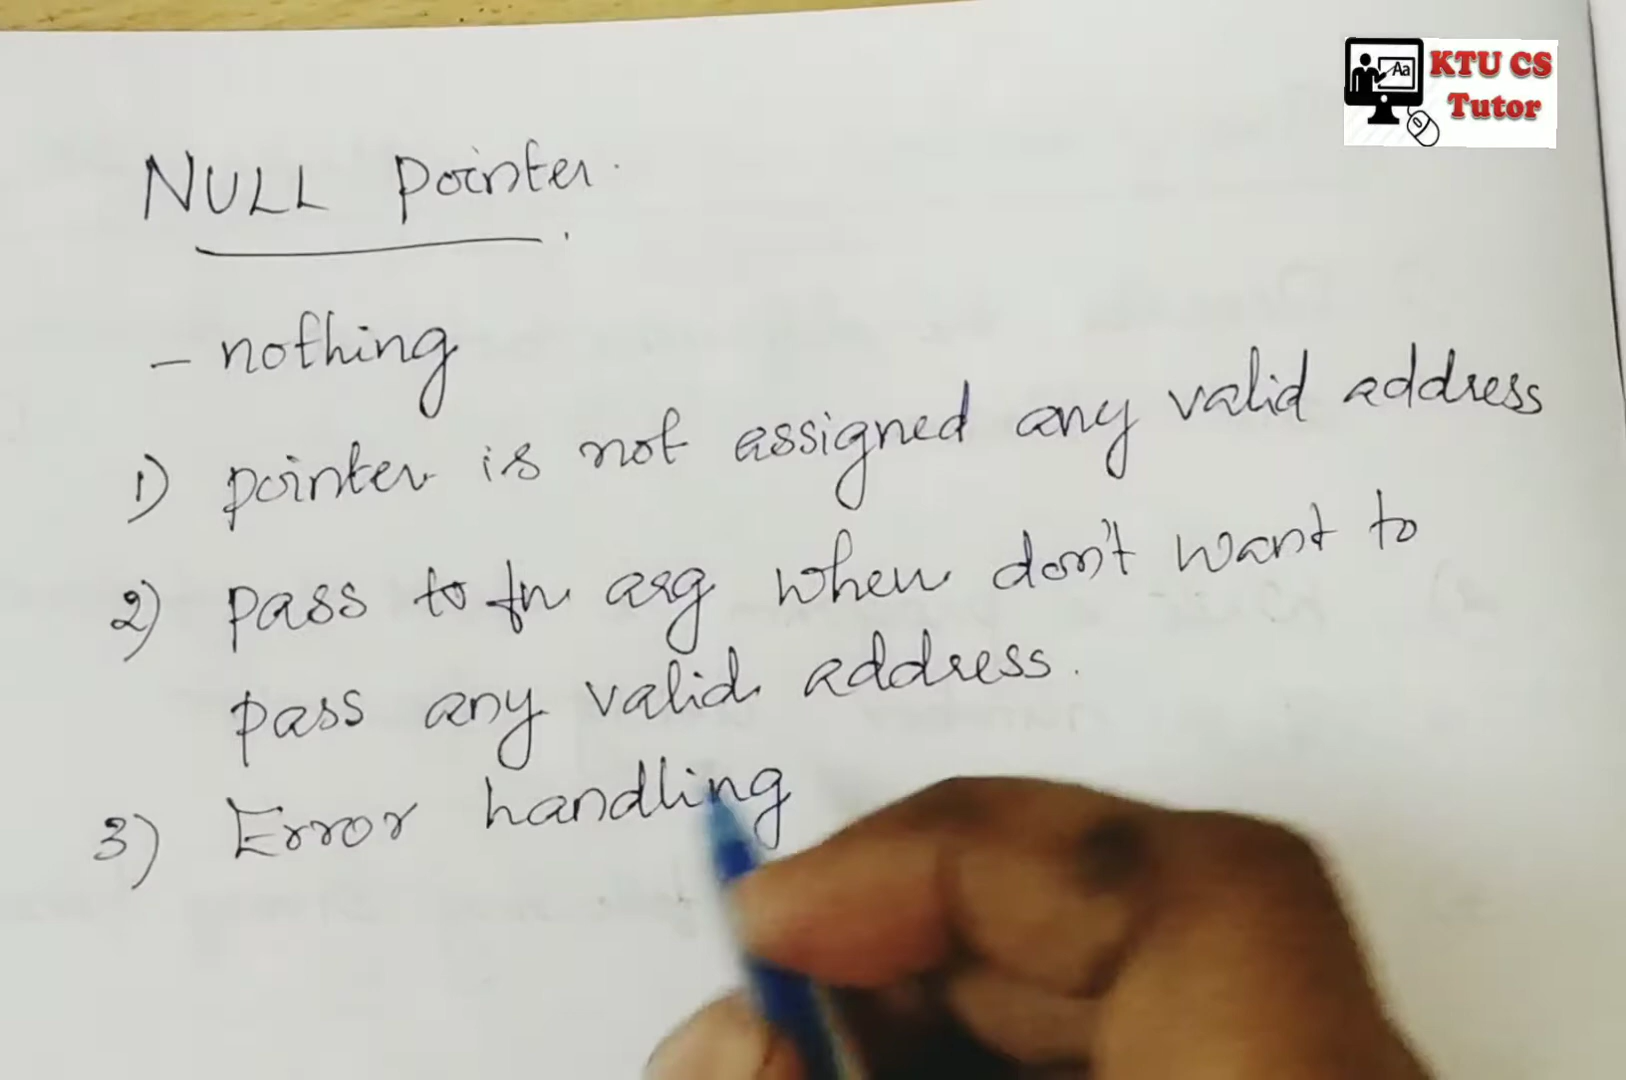 KTU CS
Tutor
Aa
NULL pointer.
- nothing
1) pointer is not assigned any valid address
2) pass to fn arg when don't want to
pass any valid address.
3) Error handling